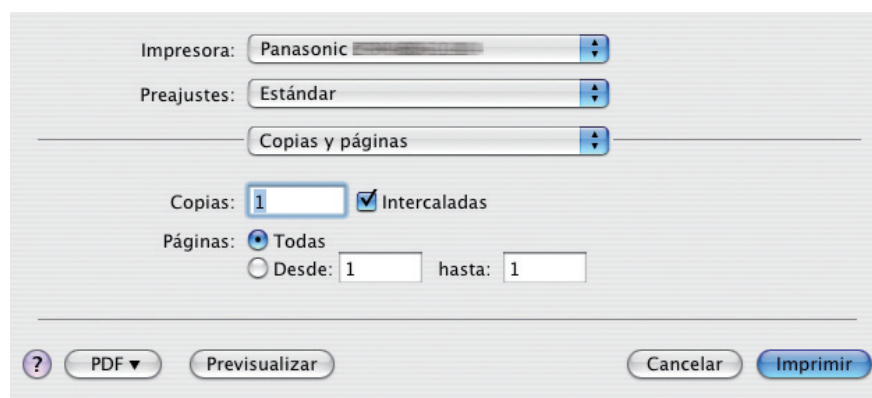 Impresora: Panasonic
Preajustes: Estándar
Copias y páginas
Copias: 1 Intercaladas
Páginas: Todas
Desde: 1 hasta: 1
? PDF Previsualizar Cancelar Imprimir